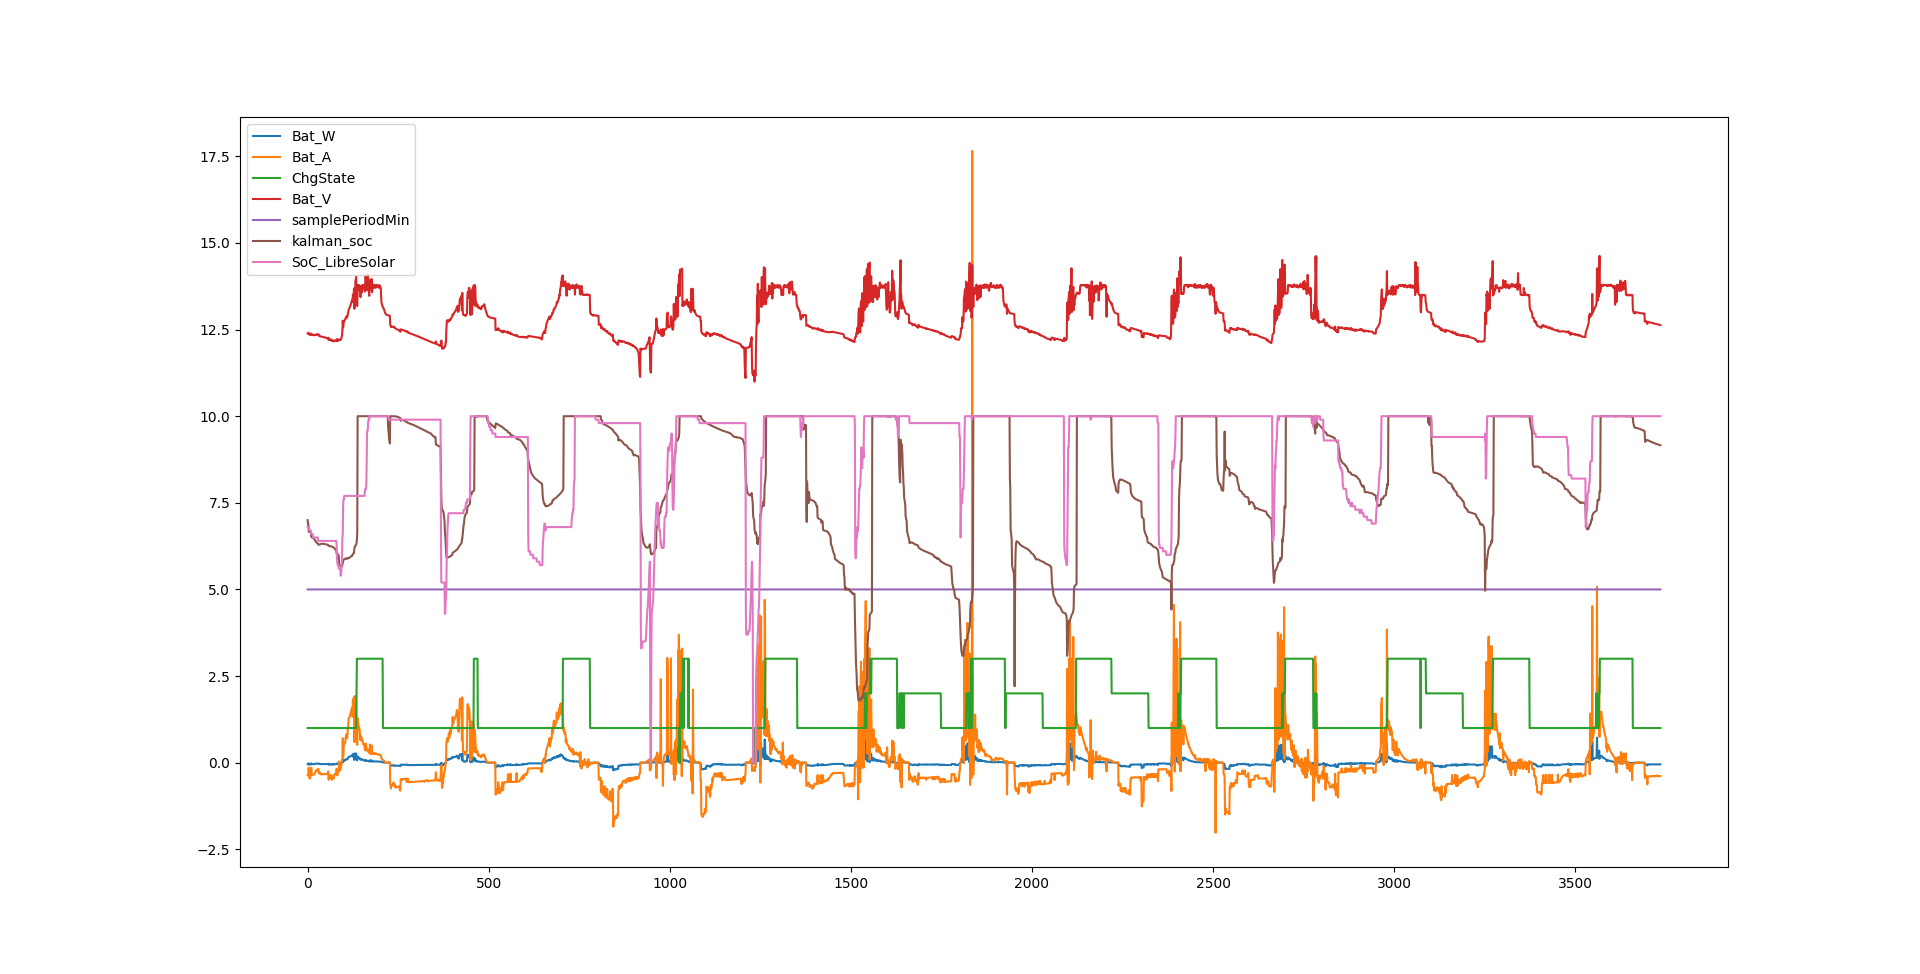 Bat_W
Bat_A
ChgState
Bat_V
samplePeriodMin
kalman_soc
SoC_LibreSolar
17.5
15.0
12.5
10.0
7.5
5.0
2.5
0.0
−2.5
0 500 1000 1500 2000 2500 3000 3500